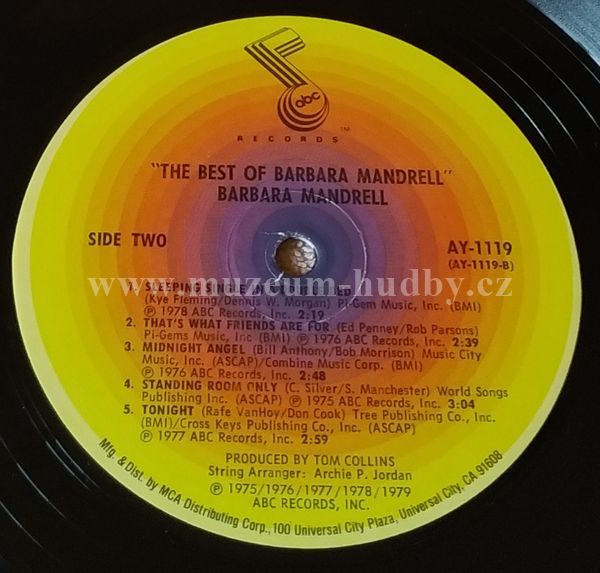 abc
RECORDS ™
"THE BEST OF BARBARA MANDRELL"
BARBARA MANDRELL
SIDE TWO
AY-1119
(AY-1119-B)
www.muzeum-hudby.cz
1. SLEEPING SINGLE IN A DOUBLE BED
(Kye Fleming/Dennis W. Morgan) Pi-Gem Music, Inc. (BMI)
℗ 1978 ABC Records, Inc. 2:19
2. THAT'S WHAT FRIENDS ARE FOR (Ed Penney/Rob Parsons)
Pi-Gems Music, Inc (BMI) ℗ 1976 ABC Records, Inc. 2:39
3. MIDNIGHT ANGEL (Bill Anthony/Bob Morrison) Music City
Music, Inc. (ASCAP)/Combine Music Corp. (BMI)
℗ 1976 ABC Records, Inc. 2:48
4. STANDING ROOM ONLY (C. Silver/S. Manchester) World Songs
Publishing Inc. (ASCAP) ℗ 1975 ABC Records, Inc. 3:04
5. TONIGHT (Rafe VanHoy/Don Cook) Tree Publishing Co., Inc.
(BMI)/Cross Keys Publishing Co., Inc (ASCAP)
℗ 1977 ABC Records, Inc. 2:59
PRODUCED BY TOM COLLINS
String Arranger: Archie P. Jordan
℗ 1975/1976/1977/1978/1979
ABC RECORDS, INC.
Mfg. & Dist. by MCA Distributing Corp., 100 Universal City Plaza, Universal City, CA 91608